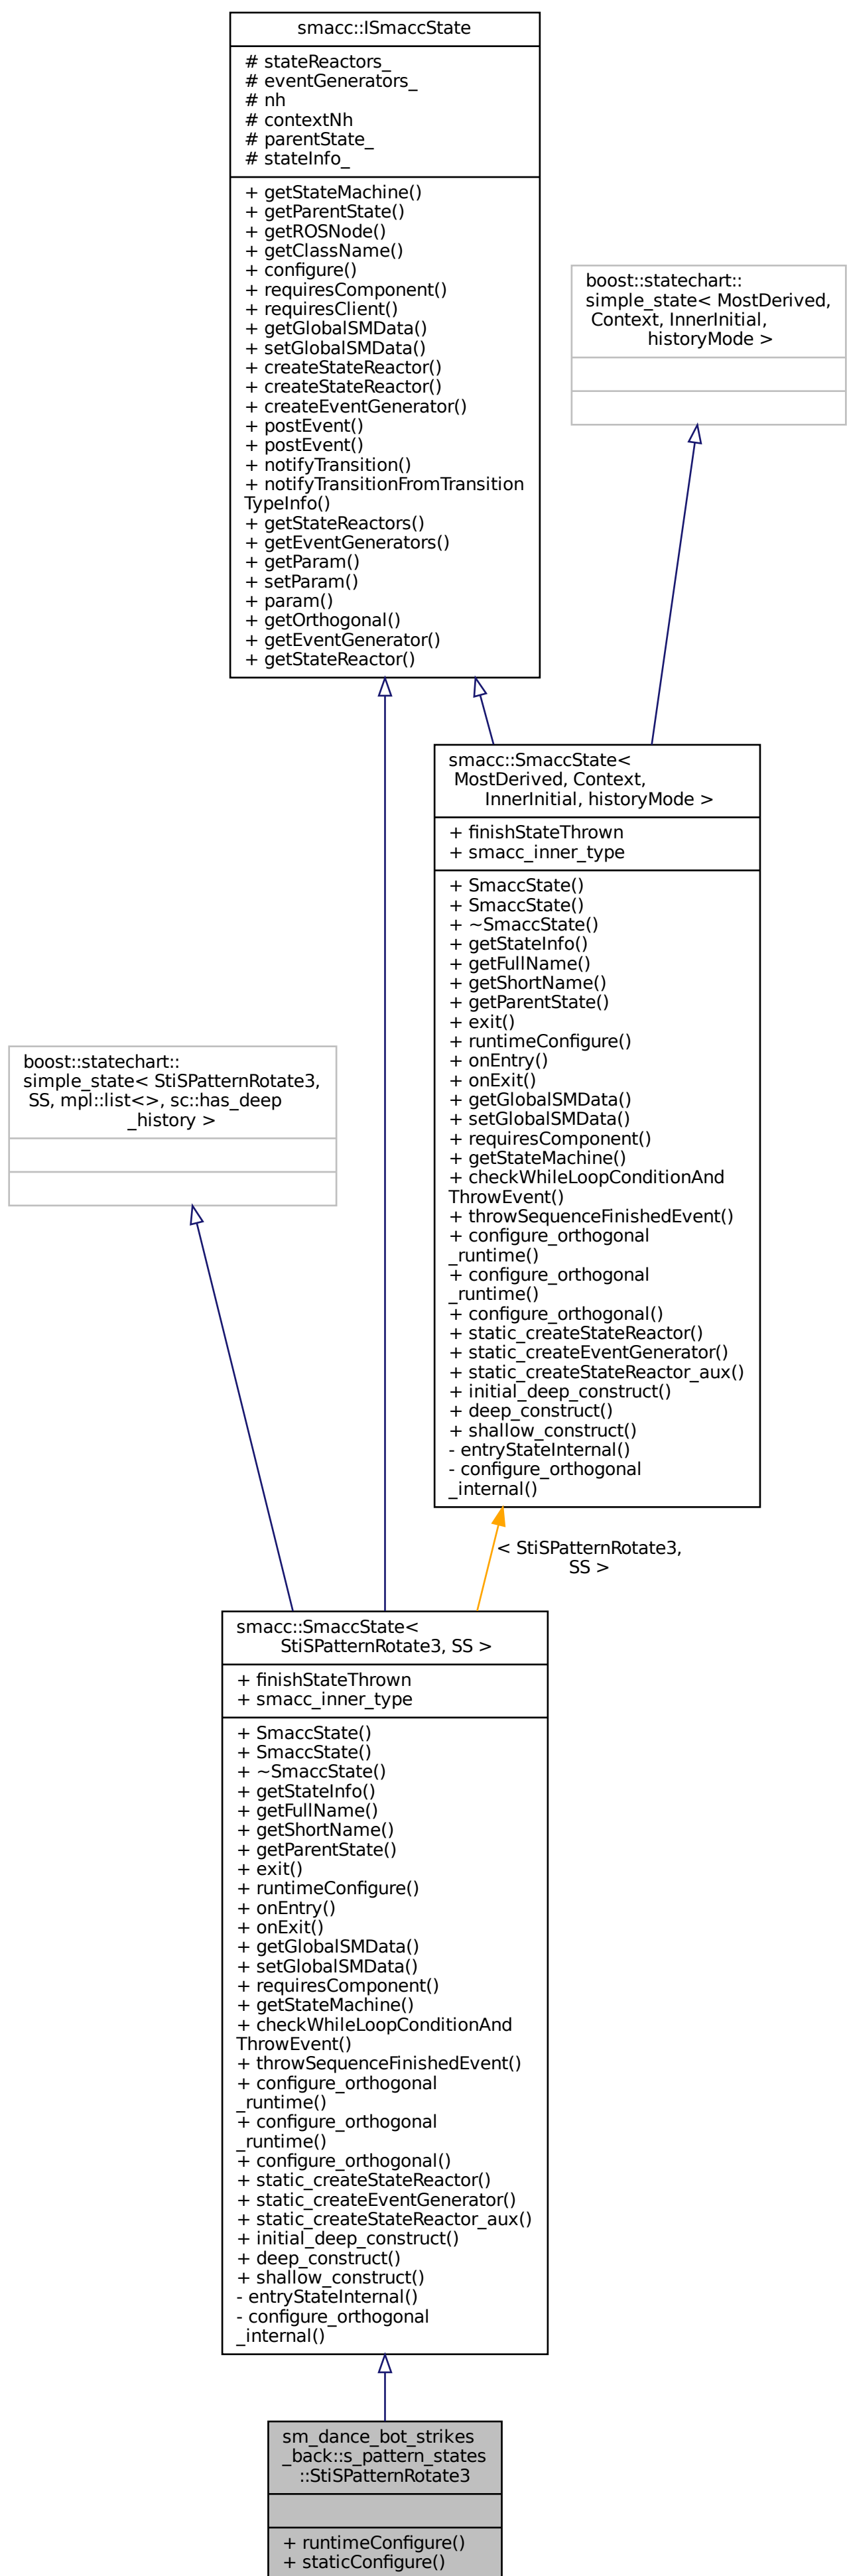 smacc::ISmaccState
# stateReactors_
# eventGenerators_
# nh
# contextNh
# parentState_
# stateInfo_
+ getStateMachine()
+ getParentState()
+ getROSNode()
+ getClassName()
+ configure()
+ requiresComponent()
+ requiresClient()
+ getGlobalSMData()
+ setGlobalSMData()
+ createStateReactor()
+ createStateReactor()
+ createEventGenerator()
+ postEvent()
+ postEvent()
+ notifyTransition()
+ notifyTransitionFromTransition
TypeInfo()
+ getStateReactors()
+ getEventGenerators()
+ getParam()
+ setParam()
+ param()
+ getOrthogonal()
+ getEventGenerator()
+ getStateReactor()
boost::statechart::
simple_state< MostDerived,
Context, InnerInitial,
historyMode >
smacc::SmaccState<
MostDerived, Context,
InnerInitial, historyMode >
+ finishStateThrown
+ smacc_inner_type
+ SmaccState()
+ SmaccState()
+ ~SmaccState()
+ getStateInfo()
+ getFullName()
+ getShortName()
+ getParentState()
+ exit()
+ runtimeConfigure()
+ onEntry()
+ onExit()
+ getGlobalSMData()
+ setGlobalSMData()
+ requiresComponent()
+ getStateMachine()
+ checkWhileLoopConditionAnd
ThrowEvent()
+ throwSequenceFinishedEvent()
+ configure_orthogonal
_runtime()
+ configure_orthogonal
_runtime()
+ configure_orthogonal()
+ static_createStateReactor()
+ static_createEventGenerator()
+ static_createStateReactor_aux()
+ initial_deep_construct()
+ deep_construct()
+ shallow_construct()
- entryStateInternal()
- configure_orthogonal
_internal()
boost::statechart::
simple_state< StiSPatternRotate3,
SS, mpl::list<>, sc::has_deep
_history >
< StiSPatternRotate3,
SS >
smacc::SmaccState<
StiSPatternRotate3, SS >
+ finishStateThrown
+ smacc_inner_type
+ SmaccState()
+ SmaccState()
+ ~SmaccState()
+ getStateInfo()
+ getFullName()
+ getShortName()
+ getParentState()
+ exit()
+ runtimeConfigure()
+ onEntry()
+ onExit()
+ getGlobalSMData()
+ setGlobalSMData()
+ requiresComponent()
+ getStateMachine()
+ checkWhileLoopConditionAnd
ThrowEvent()
+ throwSequenceFinishedEvent()
+ configure_orthogonal
_runtime()
+ configure_orthogonal
_runtime()
+ configure_orthogonal()
+ static_createStateReactor()
+ static_createEventGenerator()
+ static_createStateReactor_aux()
+ initial_deep_construct()
+ deep_construct()
+ shallow_construct()
- entryStateInternal()
- configure_orthogonal
_internal()
sm_dance_bot_strikes
_back::s_pattern_states
::StiSPatternRotate3
+ runtimeConfigure()
+ staticConfigure()